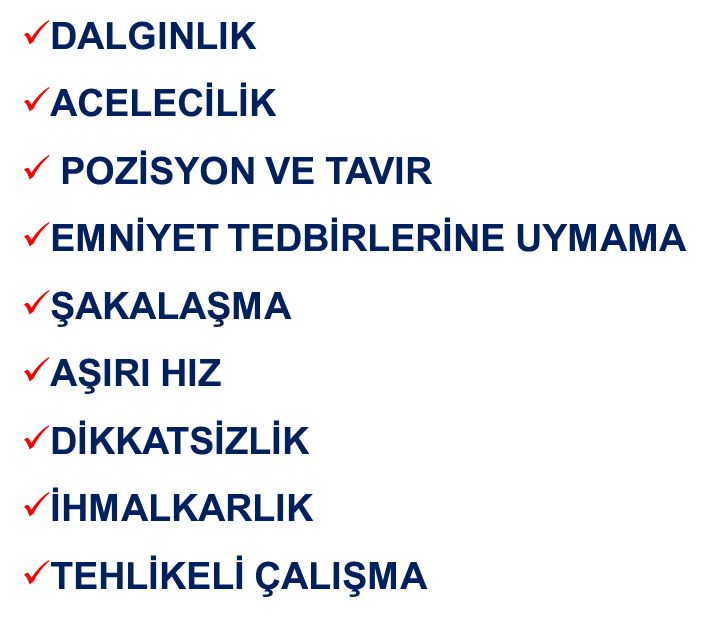 ✓DALGINLIK
✓ACELECİLİK
✓ POZİSYON VE TAVIR
✓EMNİYET TEDBİRLERİNE UYMAMA
✓ŞAKALAŞMA
✓AŞIRI HIZ
✓DİKKATSİZLİK
✓İHMALKARLIK
✓TEHLİKELİ ÇALIŞMA